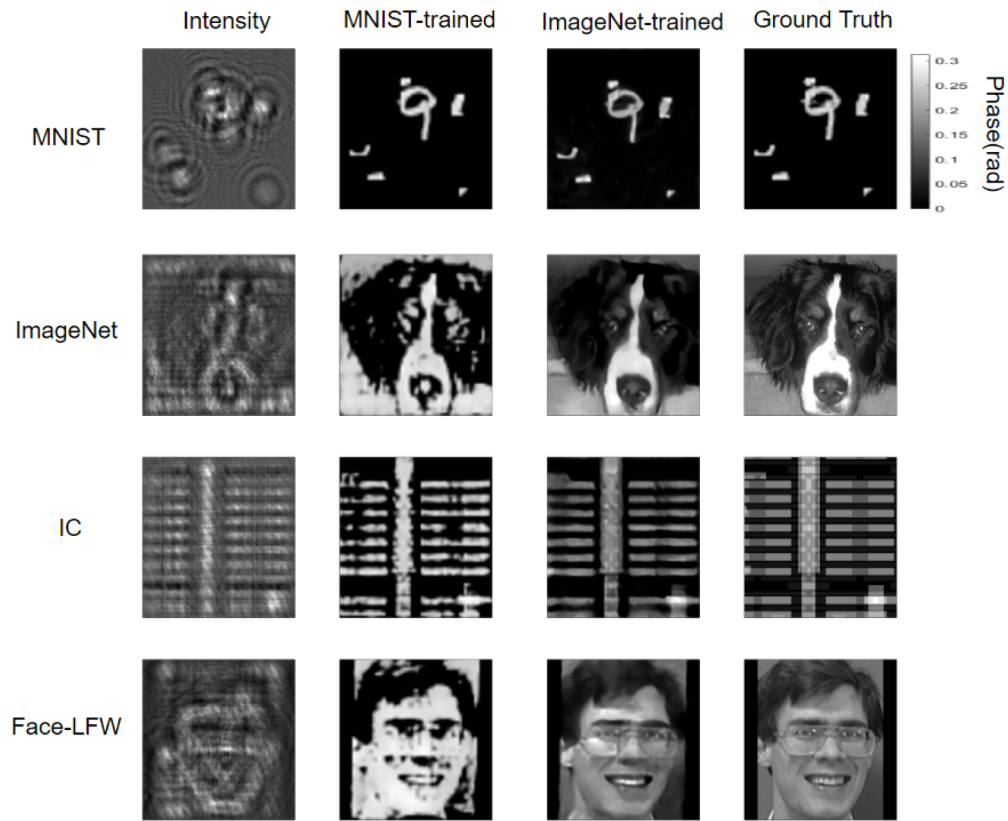 Intensity
MNIST-trained
ImageNet-trained
Ground Truth
MNIST
0.3
0.25
0.2
0.15
0.1
0.05
0
Phase(rad)
ImageNet
IC
Face-LFW